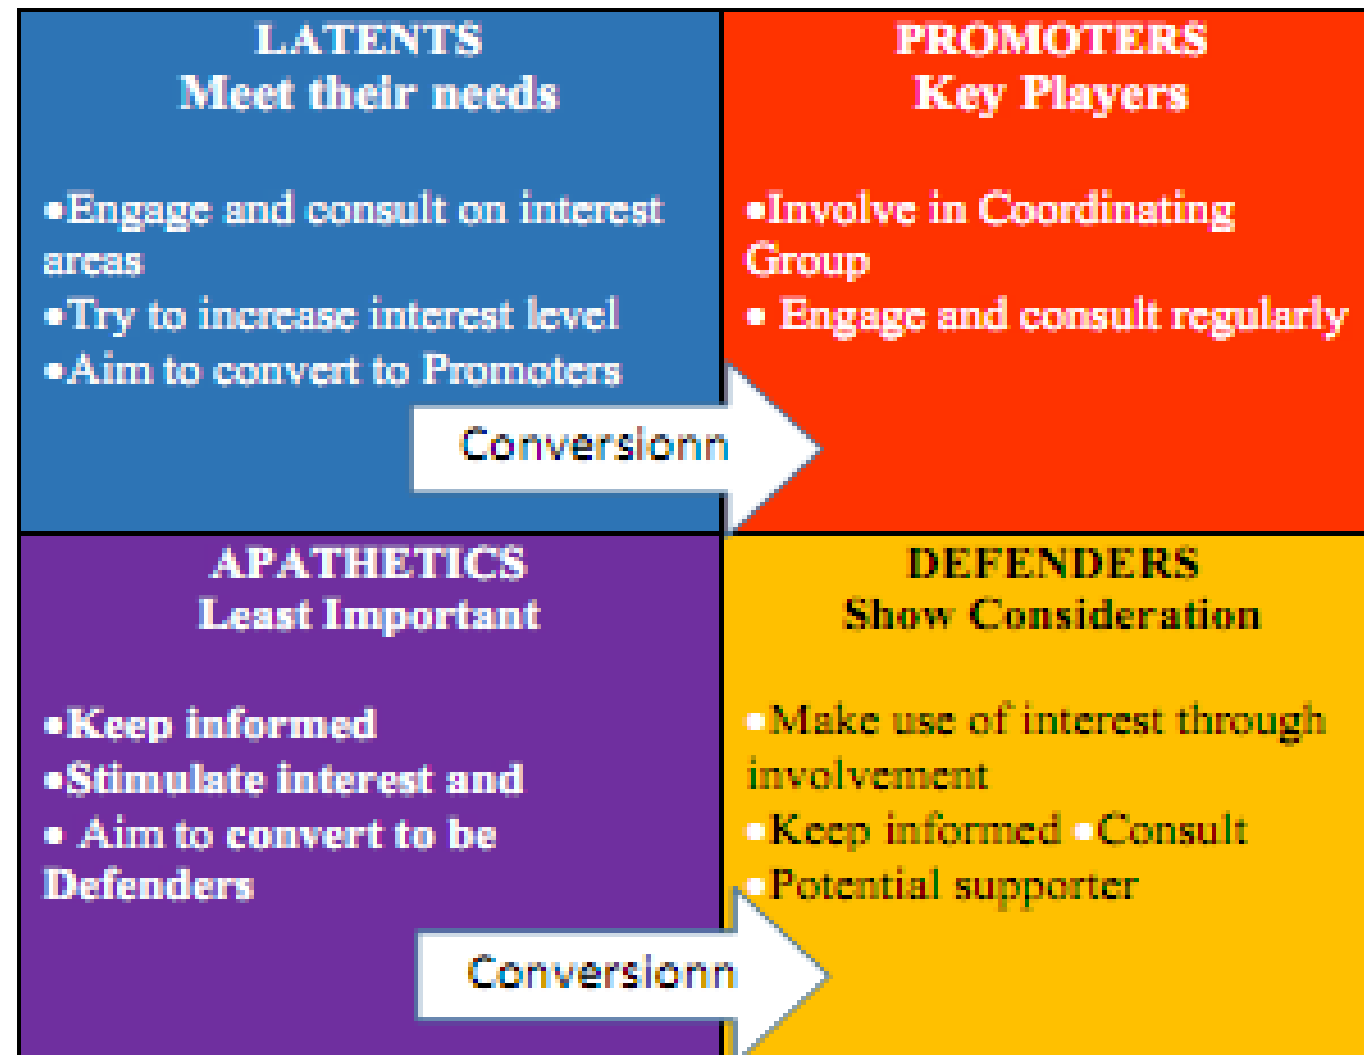 LATENTS
Meet their needs
•Engage and consult on interest
areas
•Try to increase interest level
•Aim to convert to Promoters
Conversionn
PROMOTERS
Key Players
•Involve in Coordinating
Group
• Engage and consult regularly
APATHETICS
Least Important
•Keep informed
•Stimulate interest and
• Aim to convert to be
Defenders
Conversionn
DEFENDERS
Show Consideration
•Make use of interest through
involvement
•Keep informed •Consult
•Potential supporter